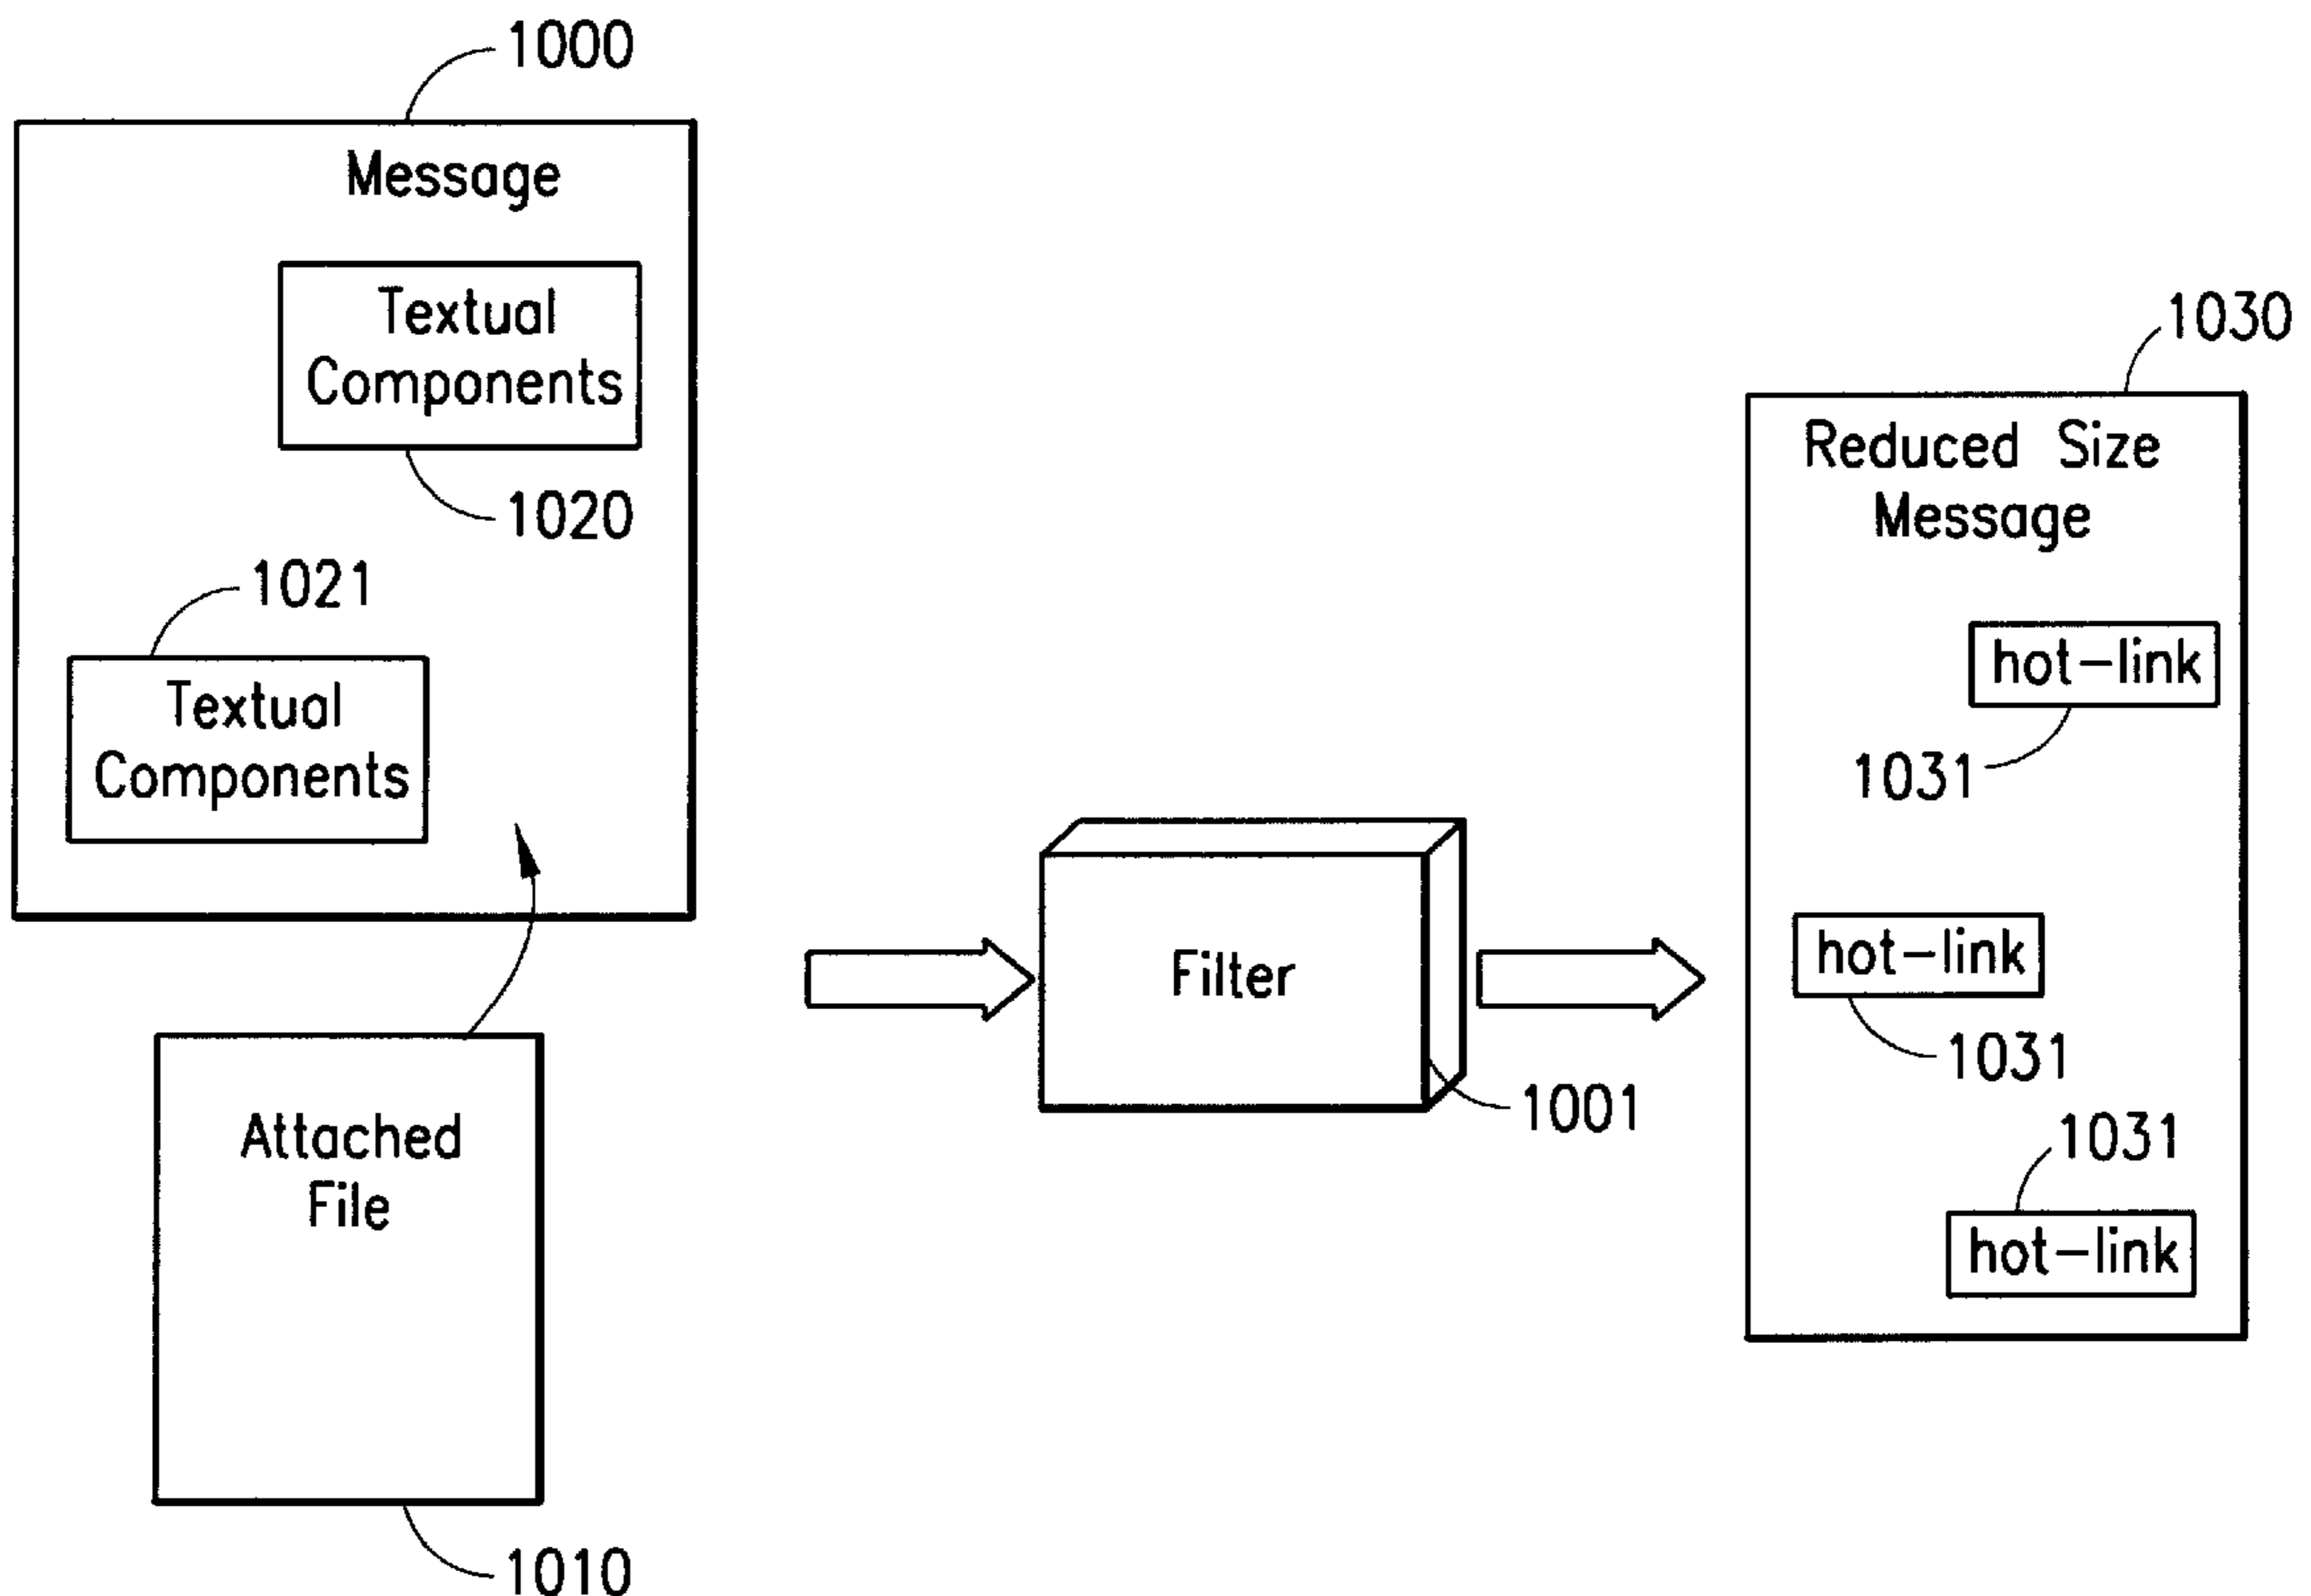 1000
Message
Textual
Components
1020
1021
Textual
Components
Attached
File
1010
Filter
1001
1030
Reduced Size
Message
hot-link
1031
hot-link
1031
1031
hot-link